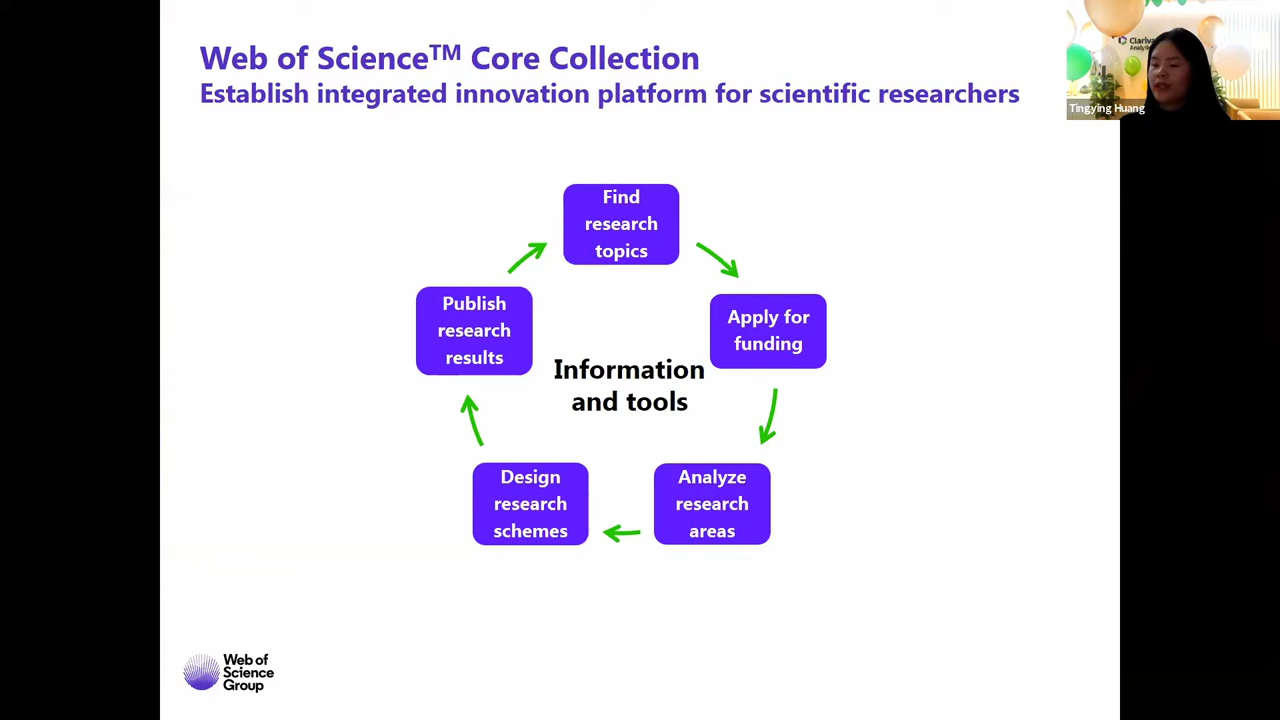 Web of Science™ Core Collection
Establish integrated innovation platform for scientific researchers
Tingying Huang
Find
research
topics
Apply for
funding
Analyze
research
areas
Design
research
schemes
Publish
research
results
Information
and tools
Web of
Science
Group